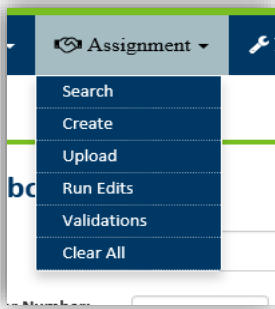 Assignment
Search
Create
Upload
Run Edits
Validations
Clear All